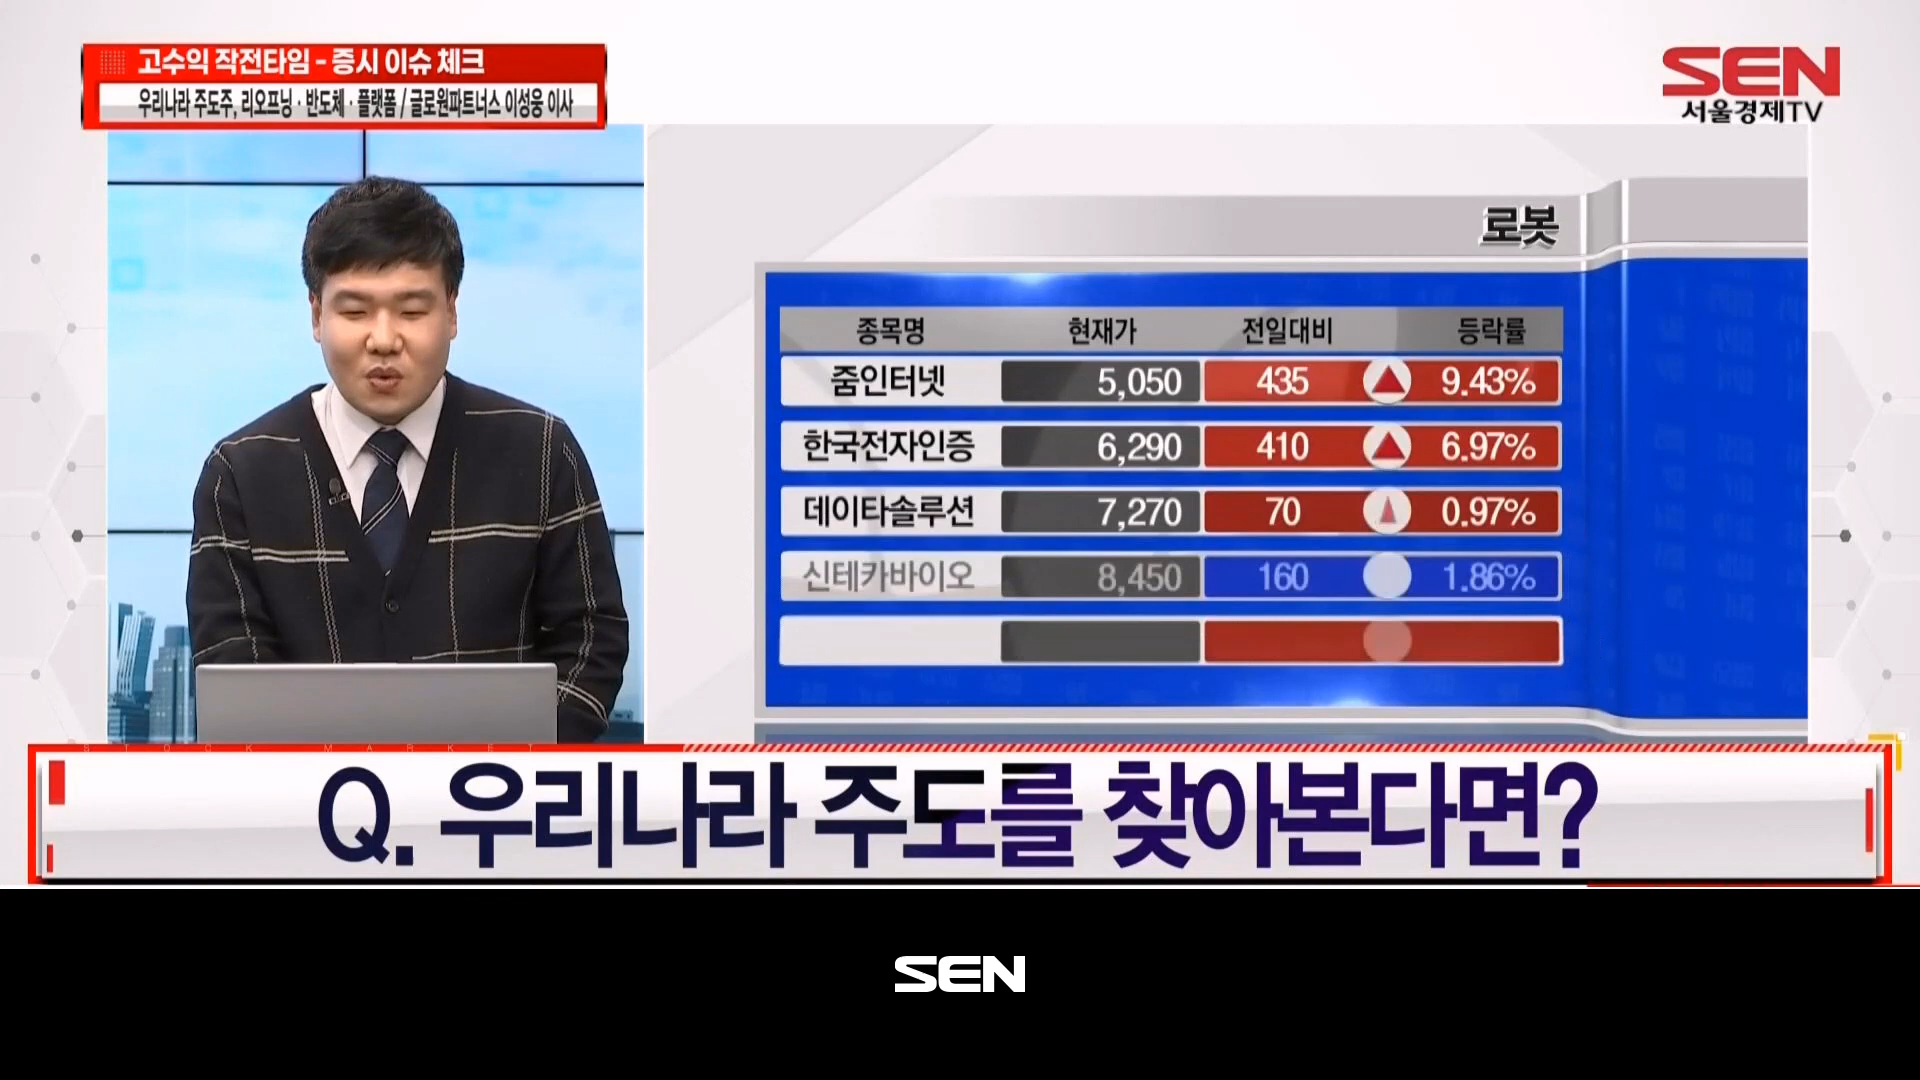 고수익 작전타임 - 증시 이슈 체크
우리나라 주도주, 리오프닝 · 반도체 · 플랫폼 / 글로원파트너스 이성웅 이사
SEN
서울경제TV
로봇
종목명 현재가 전일대비 등락률
줌인터넷 5,050 435 ▲ 9.43%
한국전자인증 6,290 410 ▲ 6.97%
데이타솔루션 7,270 70 ▲ 0.97%
신테카바이오 8,450 160 1.86%
STOCK MARKET
Q. 우리나라 주도를 찾아본다면?
SEN